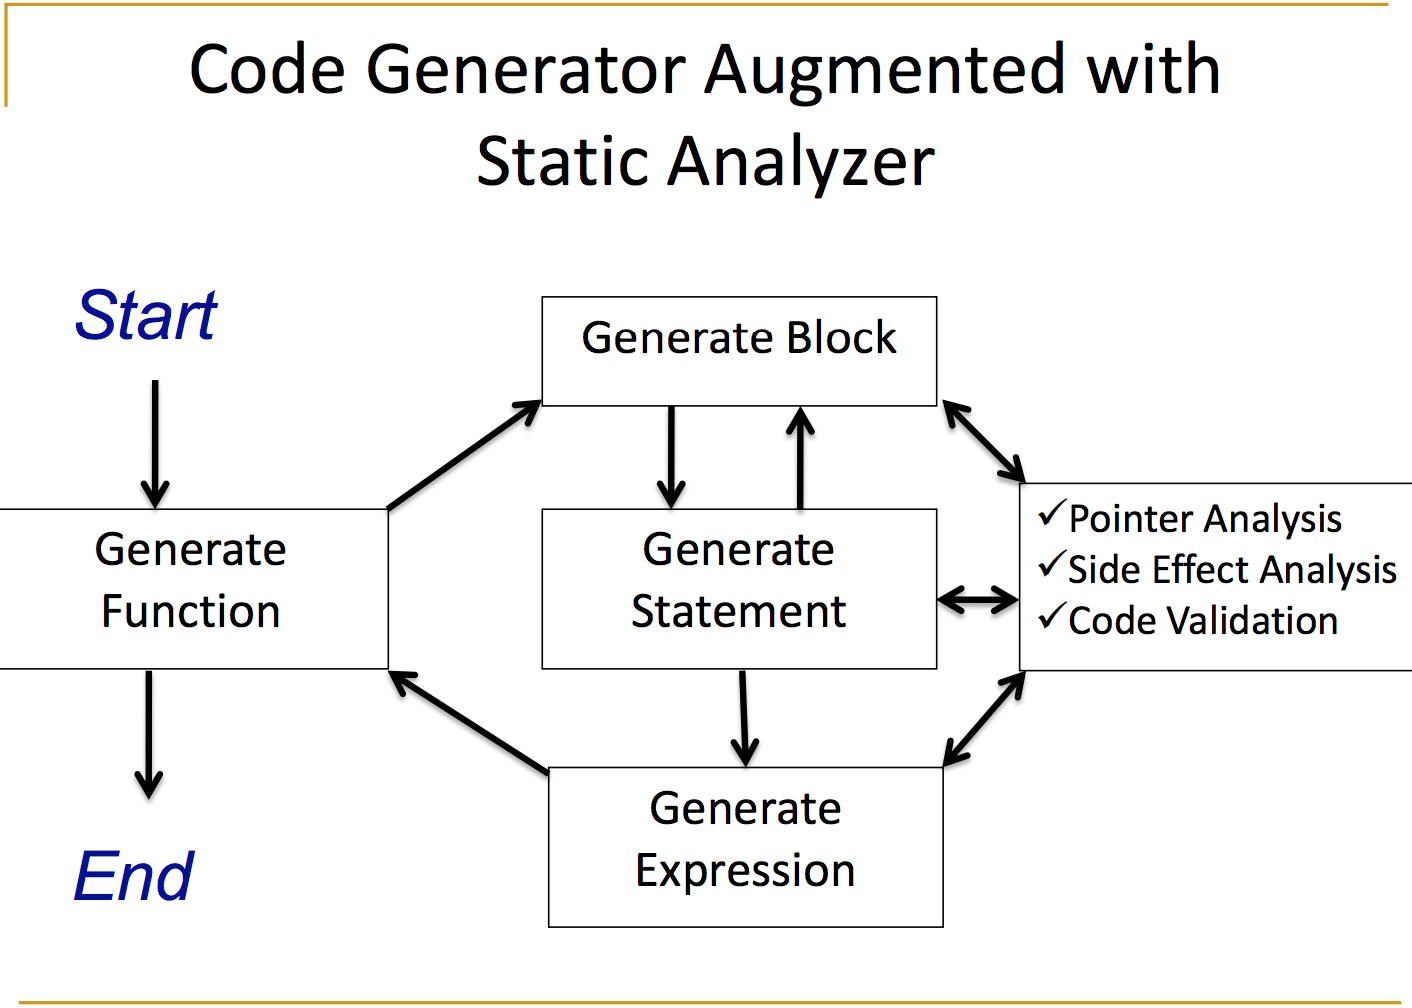 Code Generator Augmented with
Static Analyzer
Start
Generate Block
Generate
Function
Generate
Statement
✓Pointer Analysis
✓Side Effect Analysis
✓Code Validation
Generate
Expression
End